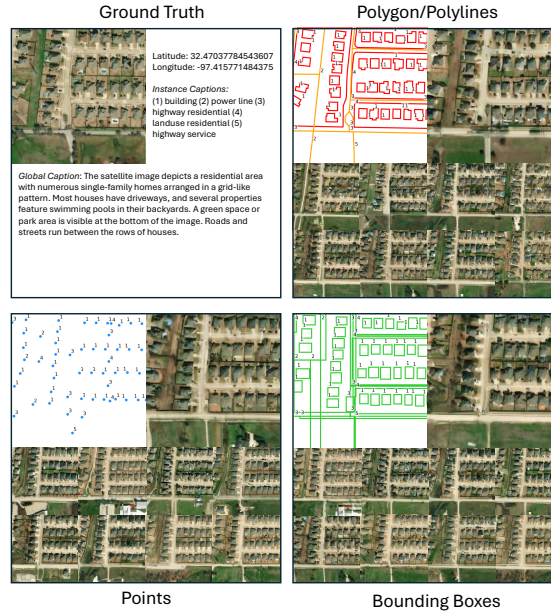 Ground Truth
Polygon/Polylines
Latitude: 32.47037784543607
Longitude: -97.415771484375
Instance Captions:
(1) building (2) power line (3)
highway residential (4)
landuse residential (5)
highway service
Global Caption: The satellite image depicts a residential area
with numerous single-family homes arranged in a grid-like
pattern. Most houses have driveways, and several properties
feature swimming pools in their backyards. A green space or
park area is visible at the bottom of the image. Roads and
streets run between the rows of houses.
Points
Bounding Boxes